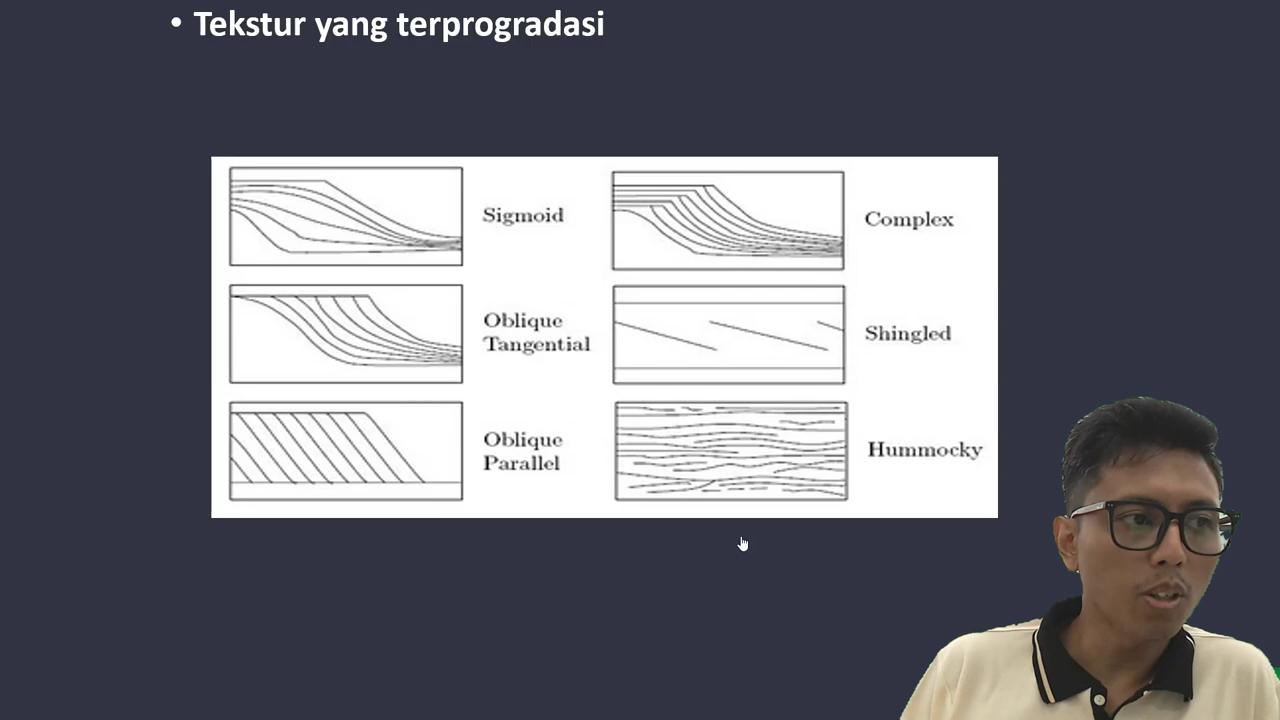 • Tekstur yang terprogradasi
Sigmoid
Complex
Oblique
Tangential
Shingled
Oblique
Parallel
Hummocky